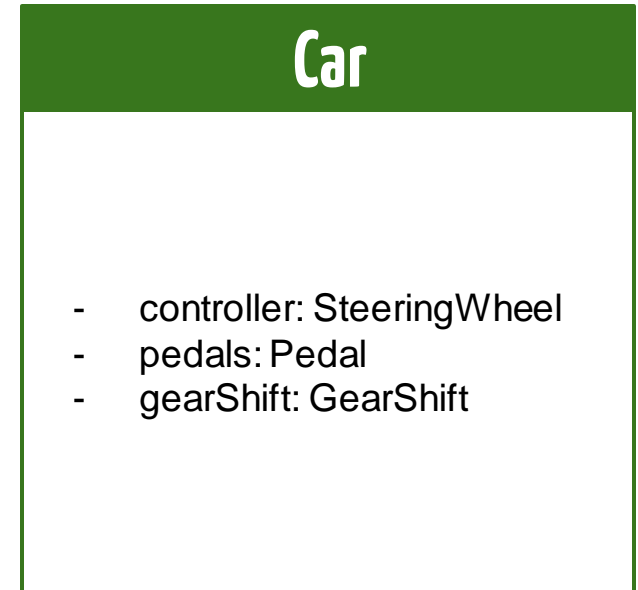 Car
- controller: SteeringWheel
- pedals: Pedal
- gearShift: GearShift